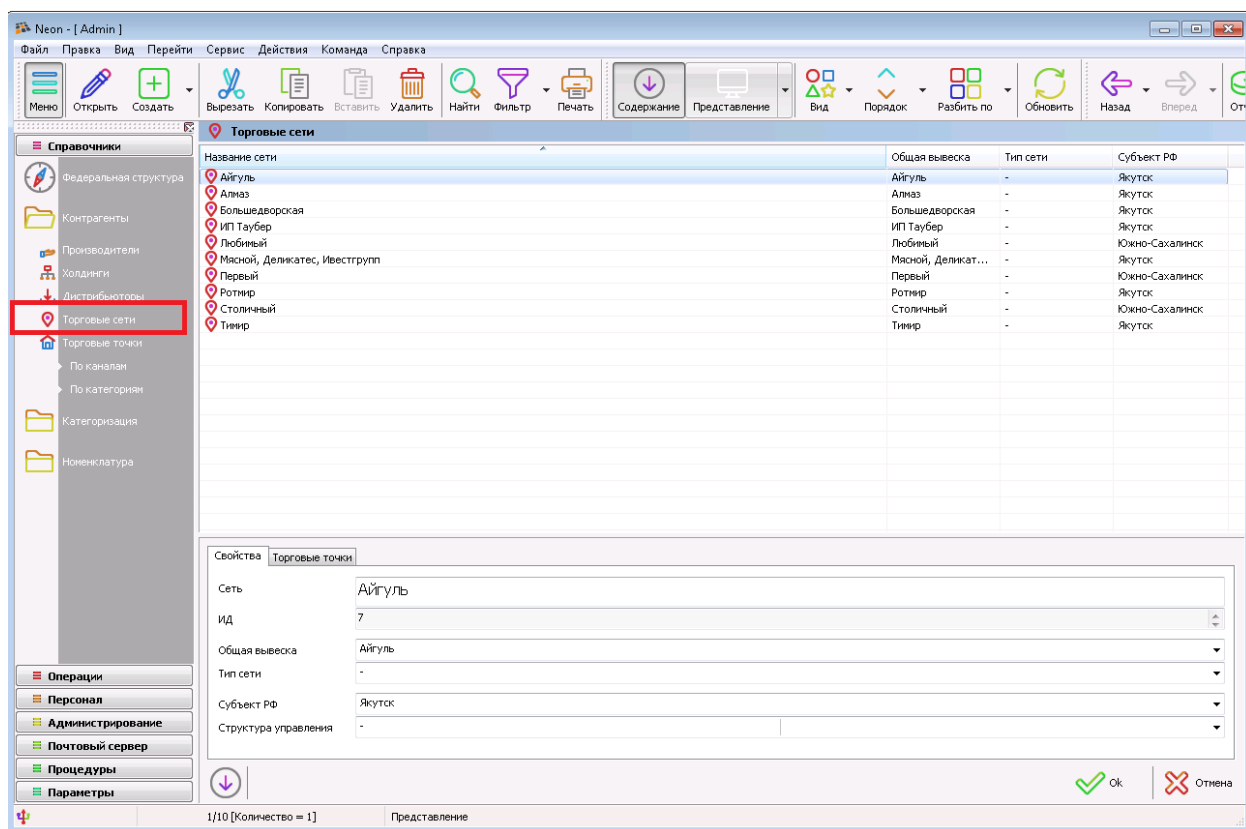 Neon - [ Admin ]
Файл Правка Вид Перейти Сервис Действия Команда Справка
Меню Открыть Создать Вырезать Копировать Вставить Удалить Найти Фильтр Печать Содержание Представление Вид Порядок Разбить по Обновить Назад Вперед От
Справочники
Федеральная структура
Контрагенты
Производители
Холдинги
Дистрибьюторы
Торговые сети
Торговые точки
По каналам
По категориям
Категоризация
Номенклатура
Операции
Персонал
Администрирование
Почтовый сервер
Процедуры
Параметры
Торговые сети
Название сети Общая вывеска Тип сети Субъект РФ
Айгуль Айгуль - Якутск
Алмаз Алмаз - Якутск
Большедворская Большедворская - Якутск
ИП Таубер ИП Таубер - Якутск
Любимый Любимый - Южно-Сахалинск
Мясной, Деликатес, Ивестгрупп Мясной, Деликат... - Якутск
Первый Первый - Южно-Сахалинск
Ротмир Ротмир - Якутск
Столичный Столичный - Южно-Сахалинск
Тимир Тимир - Якутск
Свойства Торговые точки
Сеть Айгуль
ИД 7
Общая вывеска Айгуль
Тип сети -
Субъект РФ Якутск
Структура управления -
Ok Отмена
1/10 [Количество = 1] Представление